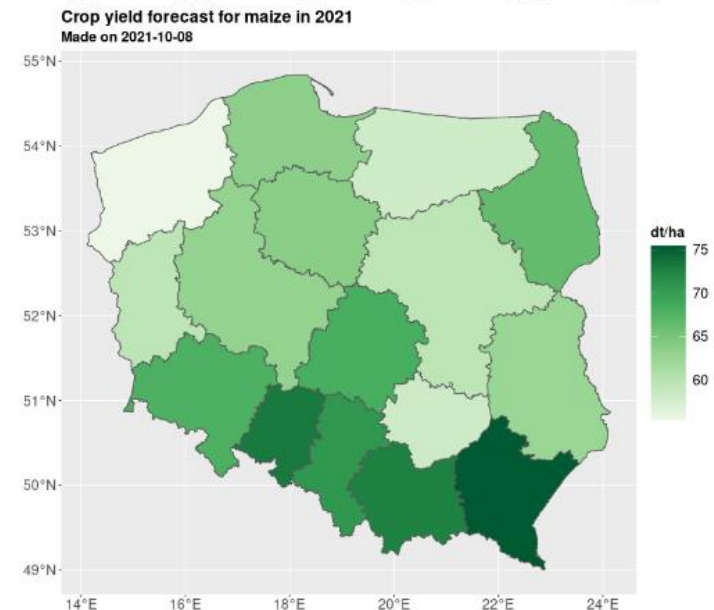 Crop yield forecast for maize in 2021
Made on 2021-10-08
55°N
54°N
53°N
52°N
51°N
50°N
49°N
14°E
16°E
18°E
20°E
22°E
24°E
dt/ha
75
70
65
60